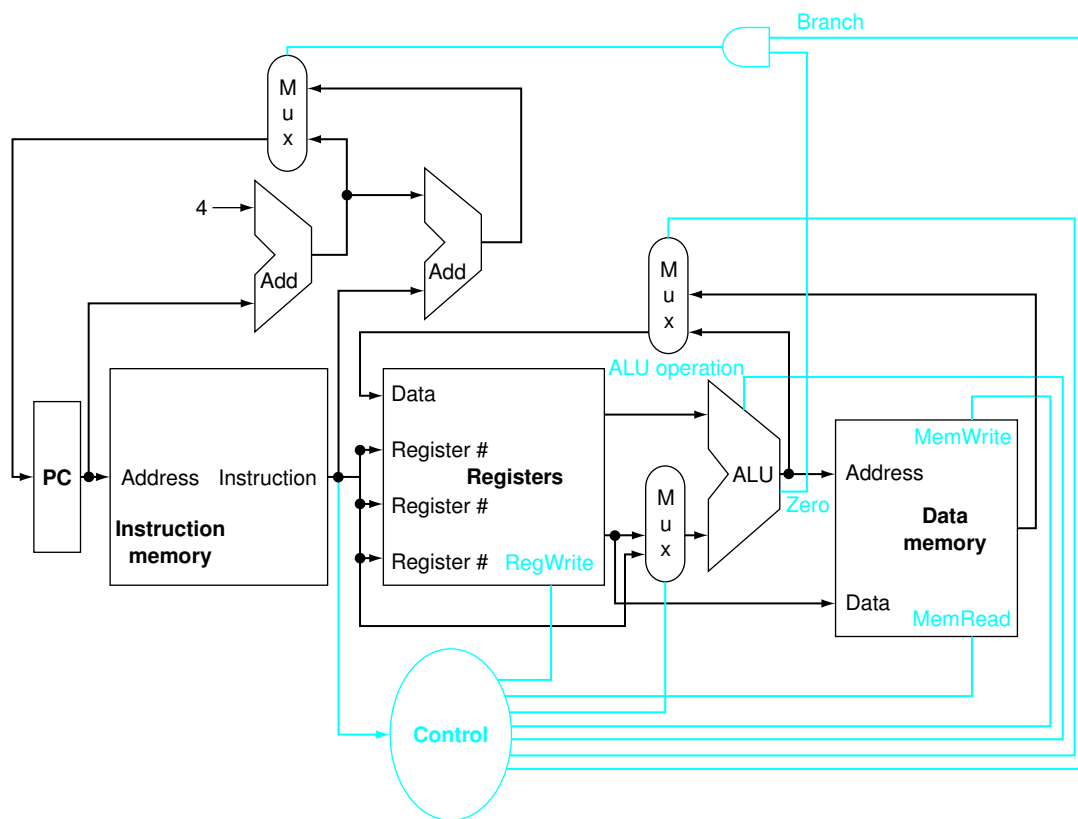 Branch
M
u
x
4
Add
Add
M
u
x
ALU operation
Data
Register #
Registers
Register #
Register #
RegWrite
PC
Address
Instruction
Instruction
memory
M
u
x
ALU
Zero
MemWrite
Address
Data
memory
Data
MemRead
Control